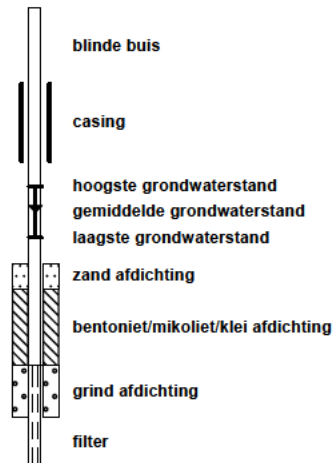 blinde buis
casing
hoogste grondwaterstand
gemiddelde grondwaterstand
laagste grondwaterstand
zand afdichting
bentoniet/mikoliet/klei afdichting
grind afdichting
filter